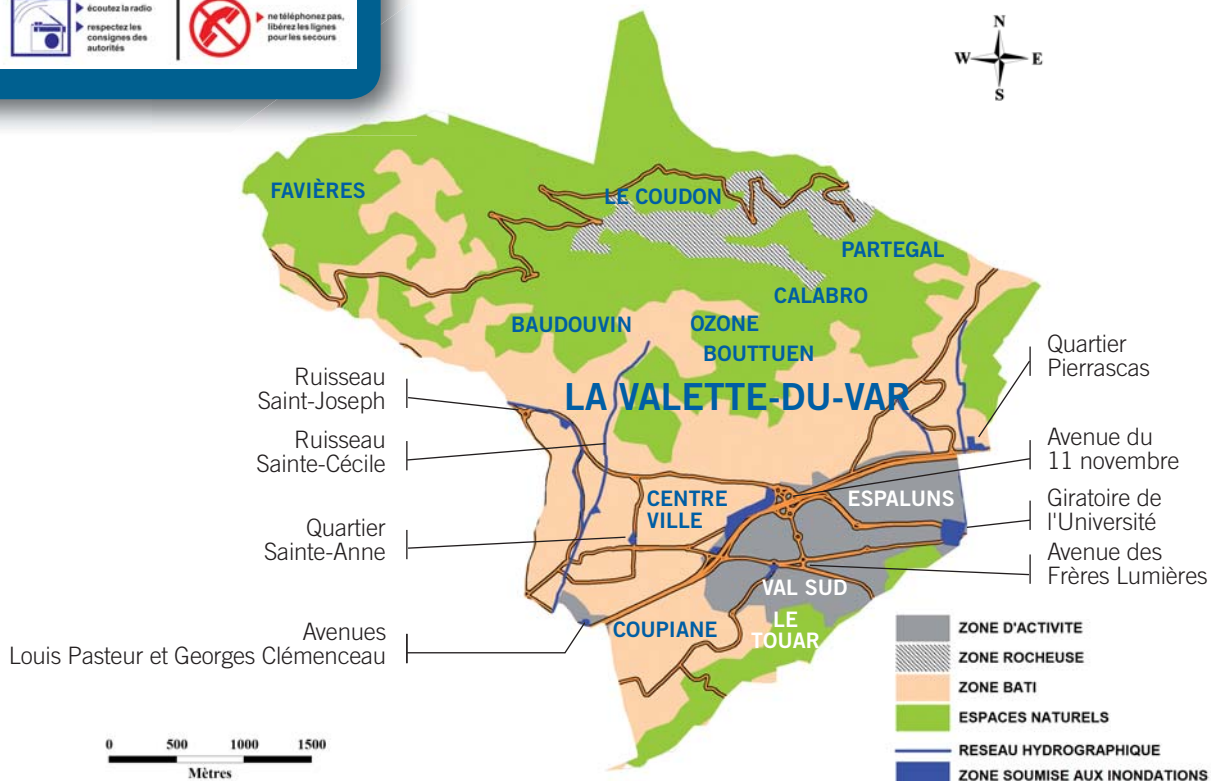 écoutez la radio
respectez les
consignes des
autorités
ne téléphonez pas,
libérez les lignes
pour les secours
N
W
E
S
FAVIÈRES
LE COUDON
PARTEGAL
CALABRO
BAUDOUVIN
OZONE
BOUTTUEN
LA VALETTE-DU-VAR
Ruisseau
Saint-Joseph
Ruisseau
Sainte-Cécile
Quartier
Sainte-Anne
Avenues
Louis Pasteur et Georges Clémenceau
Quartier
Pierrascas
Avenue du
11 novembre
Giratoire de
l'Université
Avenue des
Frères Lumières
CENTRE
VILLE
ESPALUNS
VAL SUD
LE
TOUAR
COUPIANE
ZONE D'ACTIVITE
ZONE ROCHEUSE
ZONE BATI
ESPACES NATURELS
RESEAU HYDROGRAPHIQUE
ZONE SOUMISE AUX INONDATIONS
0 500 1000 1500
Mètres